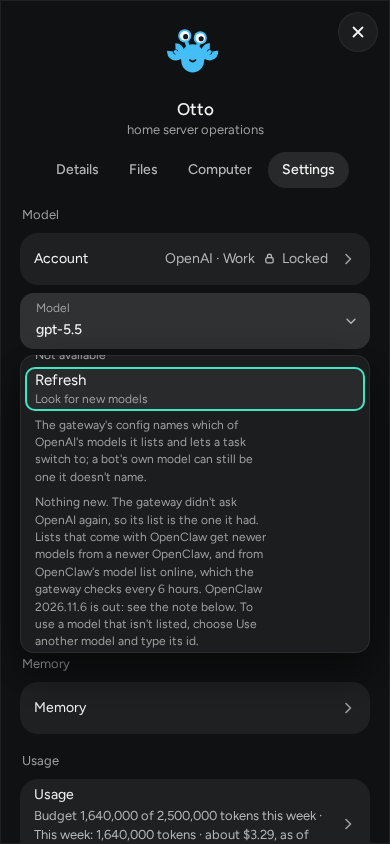 Otto
home server operations
Details
Files
Computer
Settings
Model
Account
OpenAI · Work
Locked
Model
gpt-5.5
Not available
Refresh
Look for new models
The gateway's config names which of
OpenAI's models it lists and lets a task
switch to; a bot's own model can still be
one it doesn't name.
Nothing new. The gateway didn't ask
OpenAI again, so its list is the one it had.
Lists that come with OpenClaw get newer
models from a newer OpenClaw, and from
OpenClaw's model list online, which the
gateway checks every 6 hours. OpenClaw
2026.11.6 is out: see the note below. To
use a model that isn't listed, choose Use
another model and type its id.
Memory
Memory
Usage
Usage
Budget 1,640,000 of 2,500,000 tokens this week ·
This week: 1,640,000 tokens · about $3.29, as of